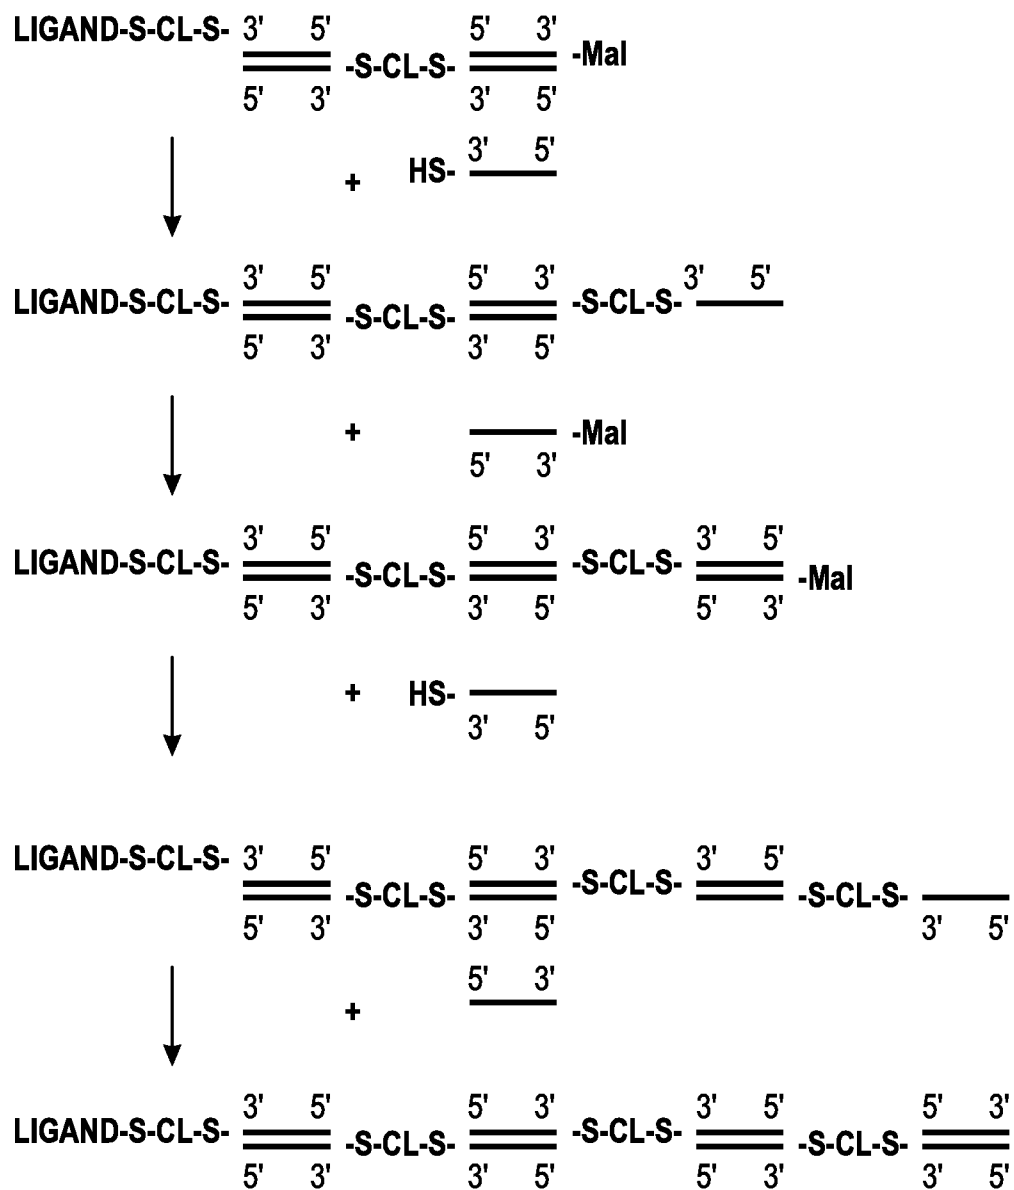 3' 5' 5' 3'
LIGAND-S-CL-S- -S-CL-S- -Mal
5' 3' 3' 5'
3' 5'
+ HS-
3' 5' 5' 3' 3' 5'
LIGAND-S-CL-S- -S-CL-S- -S-CL-S-
5' 3' 3' 5'
+ -Mal
5' 3'
3' 5' 5' 3' 3' 5'
LIGAND-S-CL-S- -S-CL-S- -S-CL-S- -Mal
5' 3' 3' 5' 5' 3'
+ HS-
3' 5'
LIGAND-S-CL-S- 3' 5' 5' 3' 3' 5'
-S-CL-S- -S-CL-S- -S-CL-S-
5' 3' 3' 5' 5' 3' 3' 5'
5' 3'
+
3' 5' 5' 3' 3' 5' 5' 3'
LIGAND-S-CL-S- -S-CL-S- -S-CL-S- -S-CL-S-
5' 3' 3' 5' 5' 3' 3' 5'